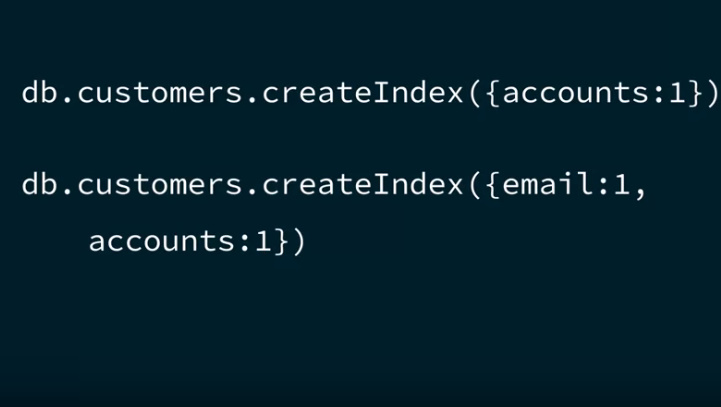 db.customers.createIndex({accounts:1})
db.customers.createIndex({email:1,
accounts:1})